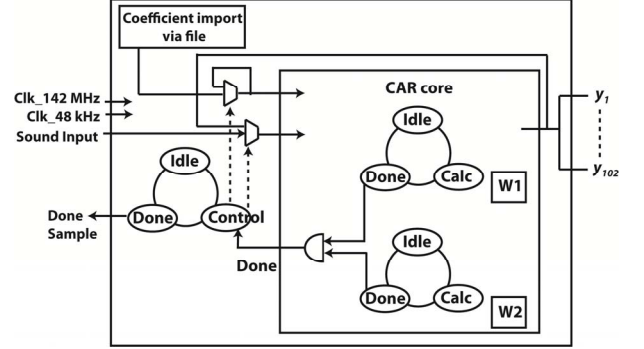 Coefficient import
via file
CAR core
Clk_142 MHz
Clk_48 kHz
Sound Input
Idle
Done
Calc
W1
y1
y102
Idle
Done
Control
Done
Sample
Done
Idle
Done
Calc
W2